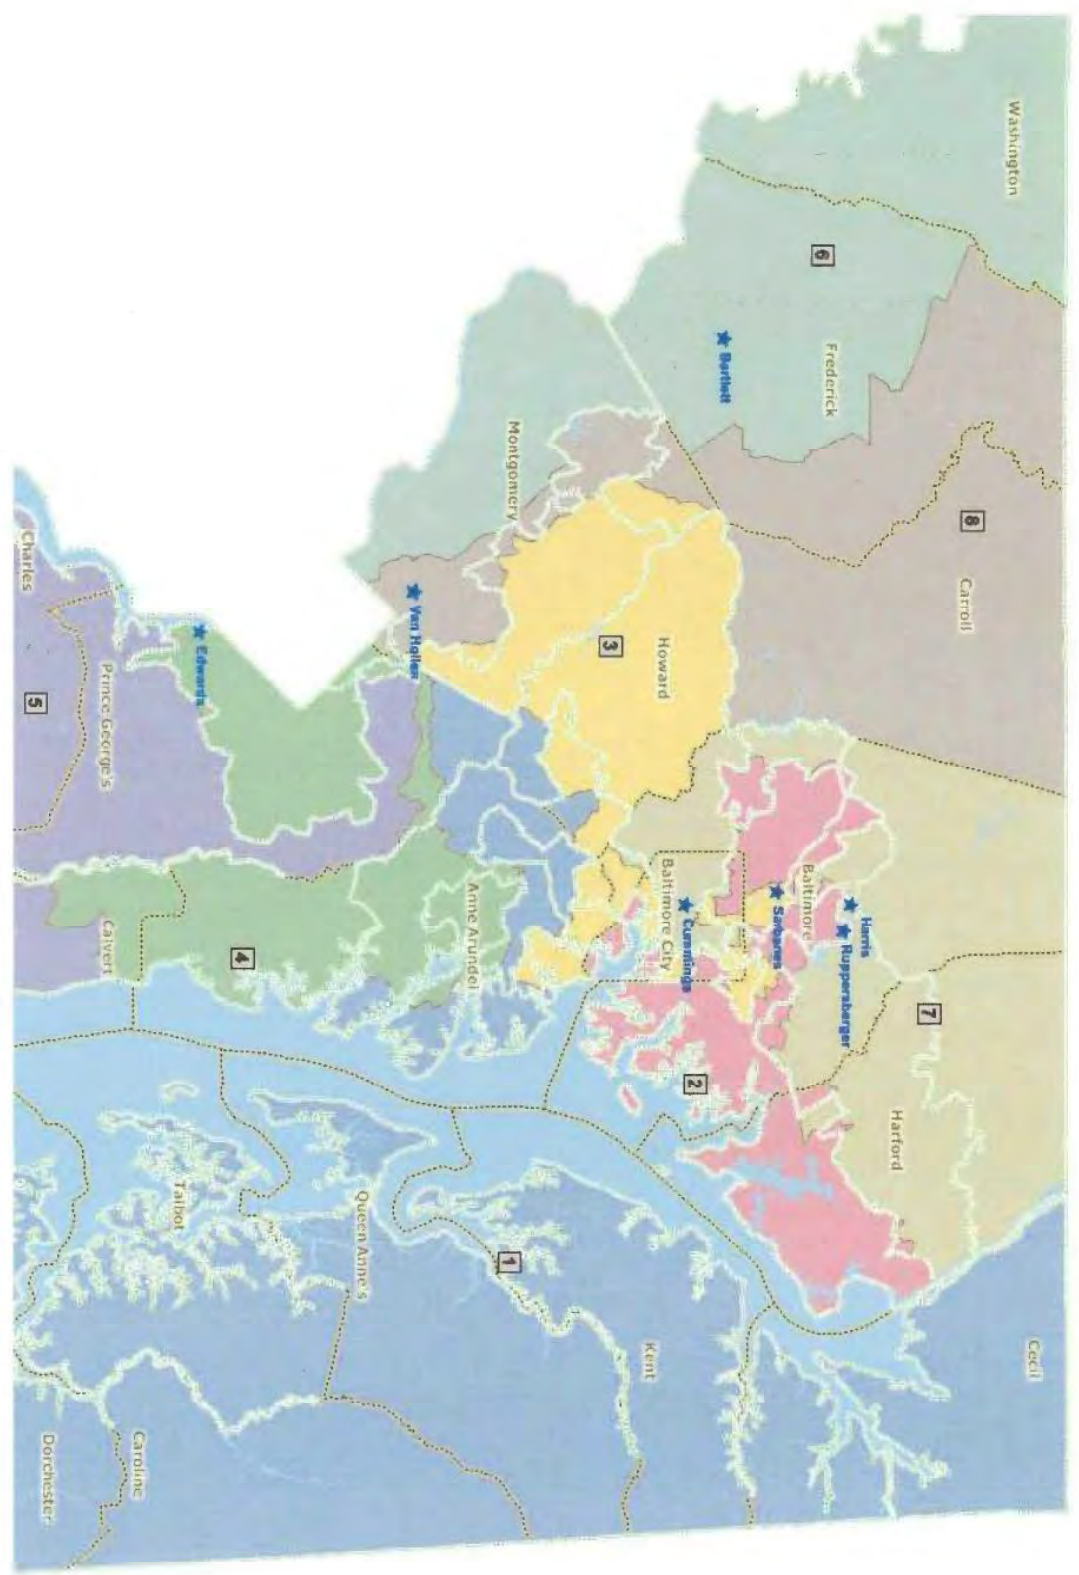 Washington
Cecil
8
Carroll
7
Harford
Harris
Ruppersberger
6
Frederick
Baltimore
Sarbanes
Bartlett
2
Cummings
Baltimore City
Howard
Kent
3
Montgomery
1
Anne Arundel
Van Hollen
Queen Anne's
4
Edwards
Talbot
Caroline
Prince George's
Calvert
Dorchester
5
Charles